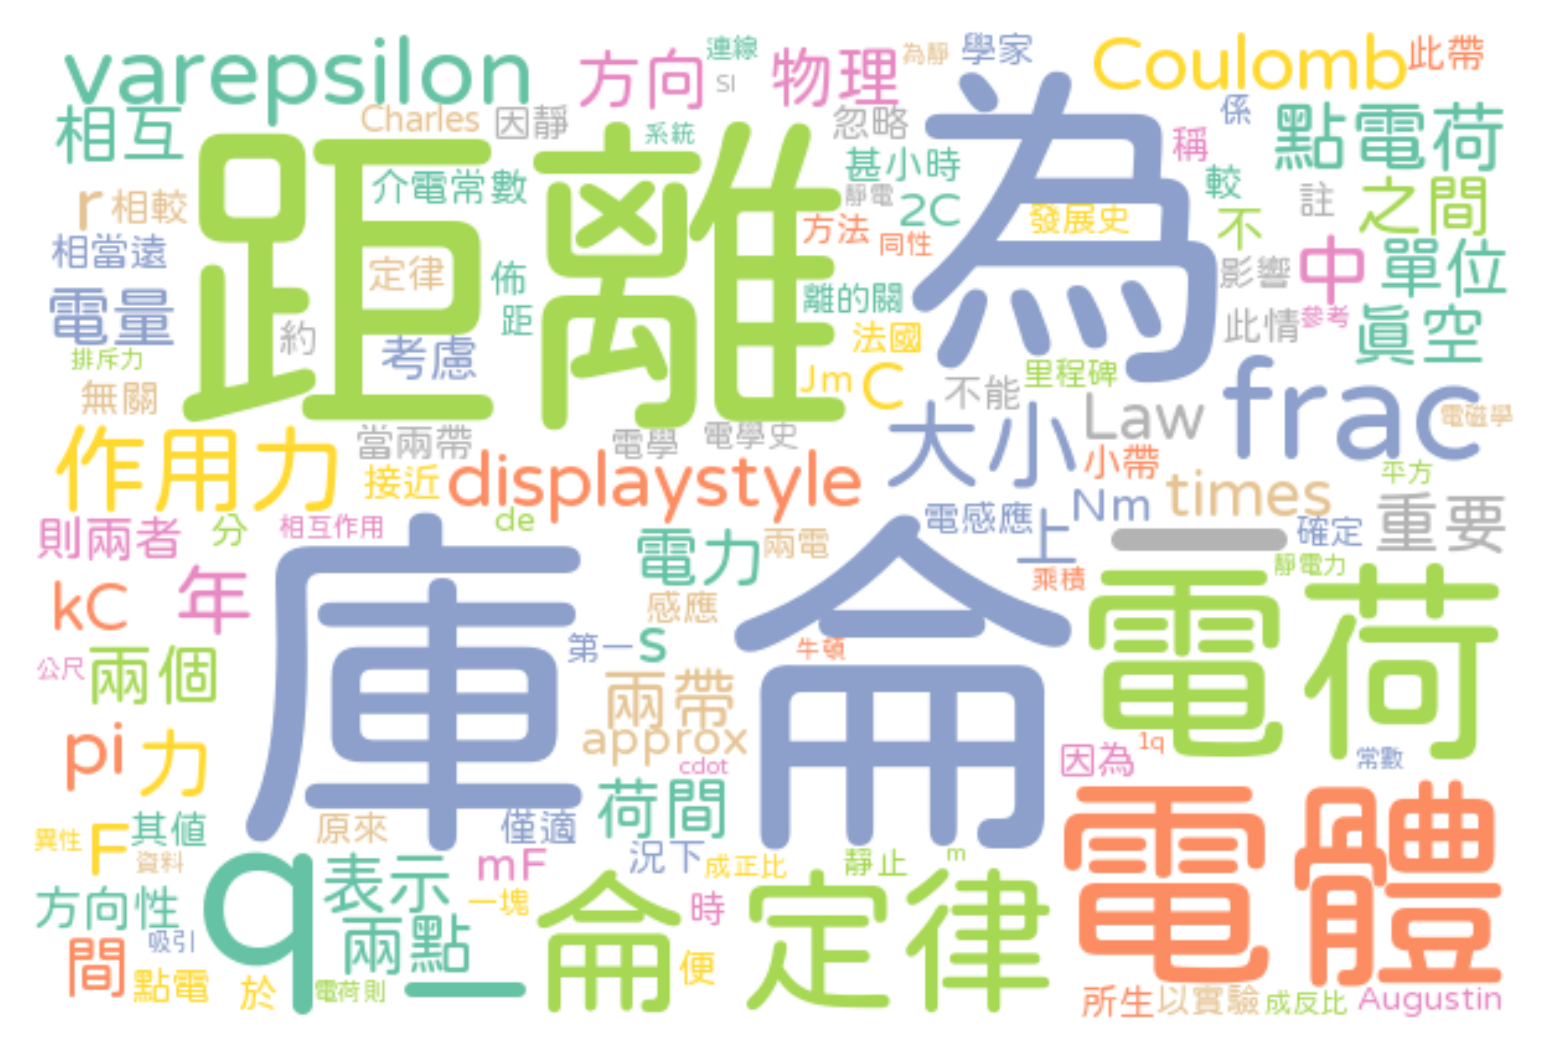 varepsilon
方向
連線
SI
物理
為靜
學家
Coulomb
此帶
相互
Charles
因靜
系統
忽略
係
稱
點電荷
距離
為
介電常數
甚小時
靜電
2C
較
註
之間
r
相較
方法
同性
發展史
不
相當遠
定律
佈
距
離的關
影響
中
單位
電量
約
考慮
法國
此情
參考
眞空
排斥力
無關
Jm
C
不能
里程碑
frac
電磁學
作用力
當兩帶
電學
電學史
大小
Law
接近
displaystyle
小帶
times
平方
則兩者
分
相互作用
de
電力
兩電
電感應
上
Nm
一
確定
重要
kC
年
庫侖
感應
乘積
靜電力
電荷
公尺
兩個
第一
s
牛頓
pi
力
兩帶
approx
cdot
因為
1q
常數
異性
F
其値
資料
原來
僅適
荷間
電體
q
表示
mF
況下
成正比
靜止
m
方向性
吸引
兩點
一塊
侖定律
時
間
點電
於
電荷則
一
便
所生
以實驗
成反比
Augustin